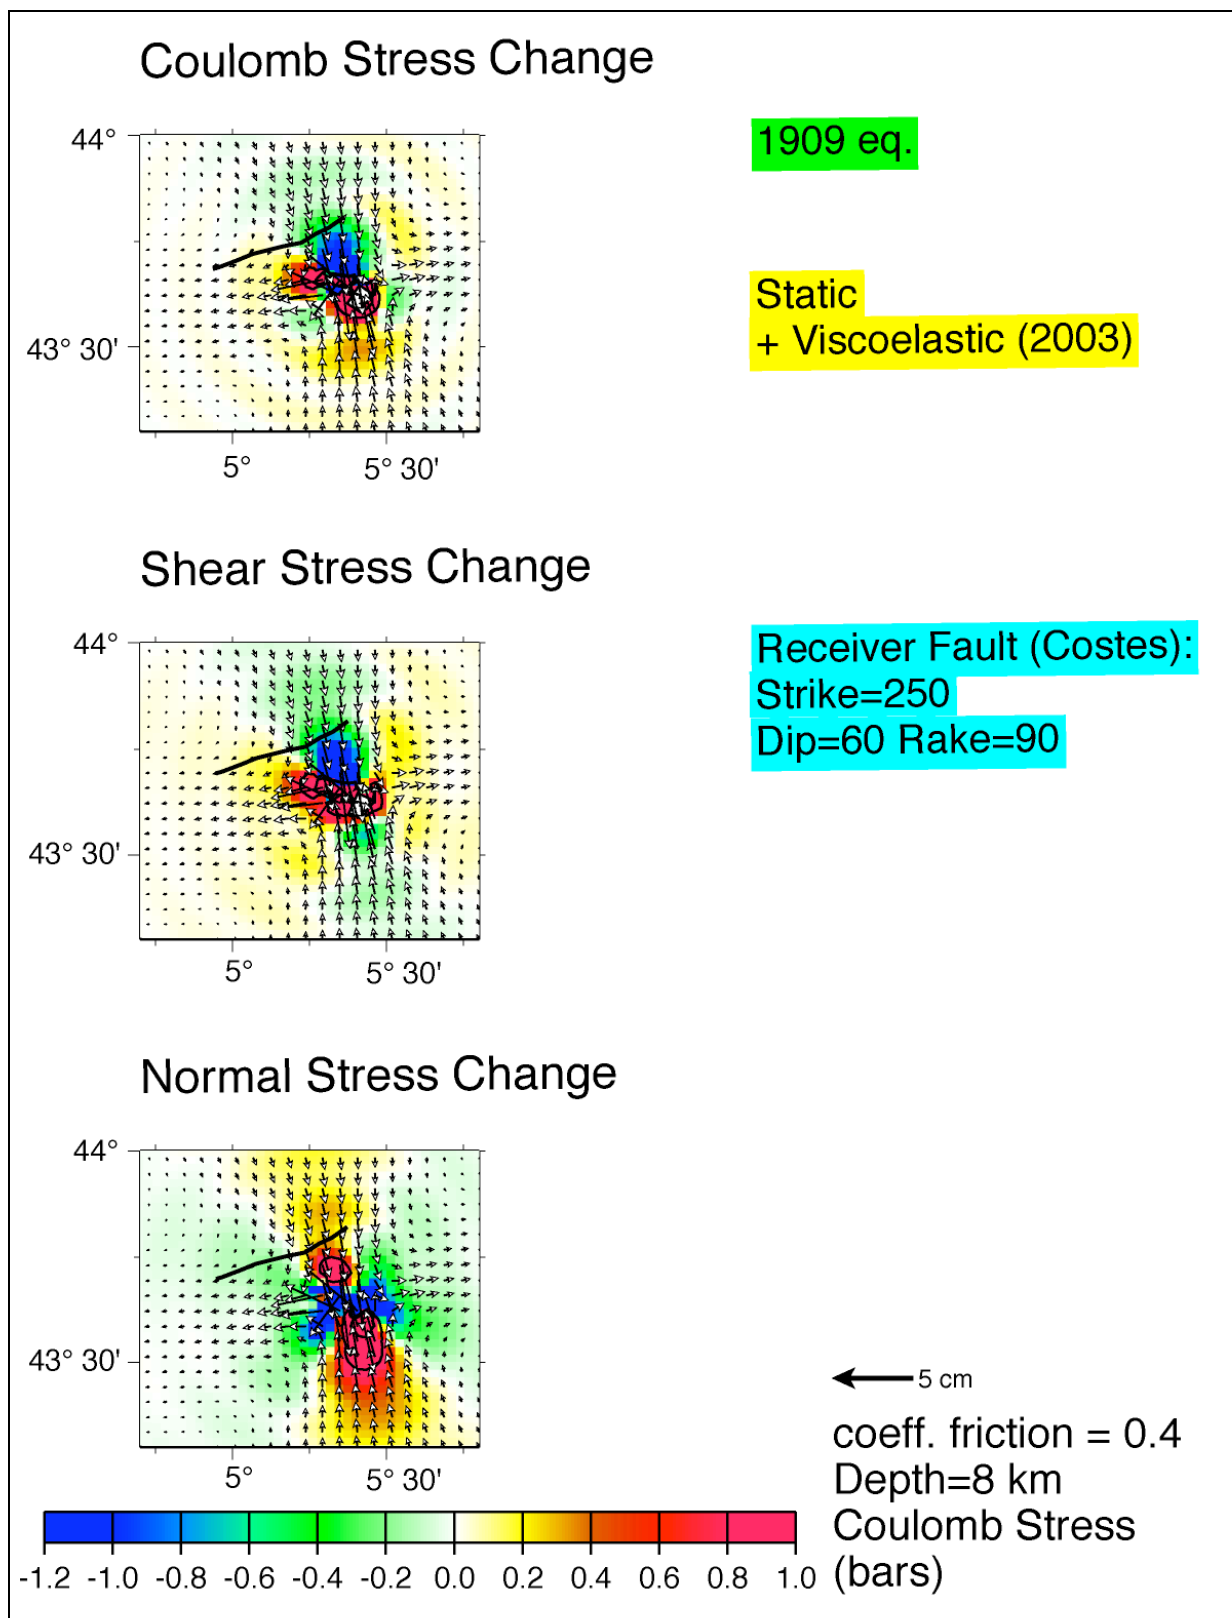 Coulomb Stress Change
44°
43° 30'
5°
5° 30'
1909 eq.
Static
+ Viscoelastic (2003)
Shear Stress Change
44°
43° 30'
5°
5° 30'
Receiver Fault (Costes):
Strike=250
Dip=60 Rake=90
Normal Stress Change
44°
43° 30'
5°
5° 30'
5 cm
coeff. friction = 0.4
Depth=8 km
Coulomb Stress
(bars)
-1.2 -1.0 -0.8 -0.6 -0.4 -0.2 0.0 0.2 0.4 0.6 0.8 1.0